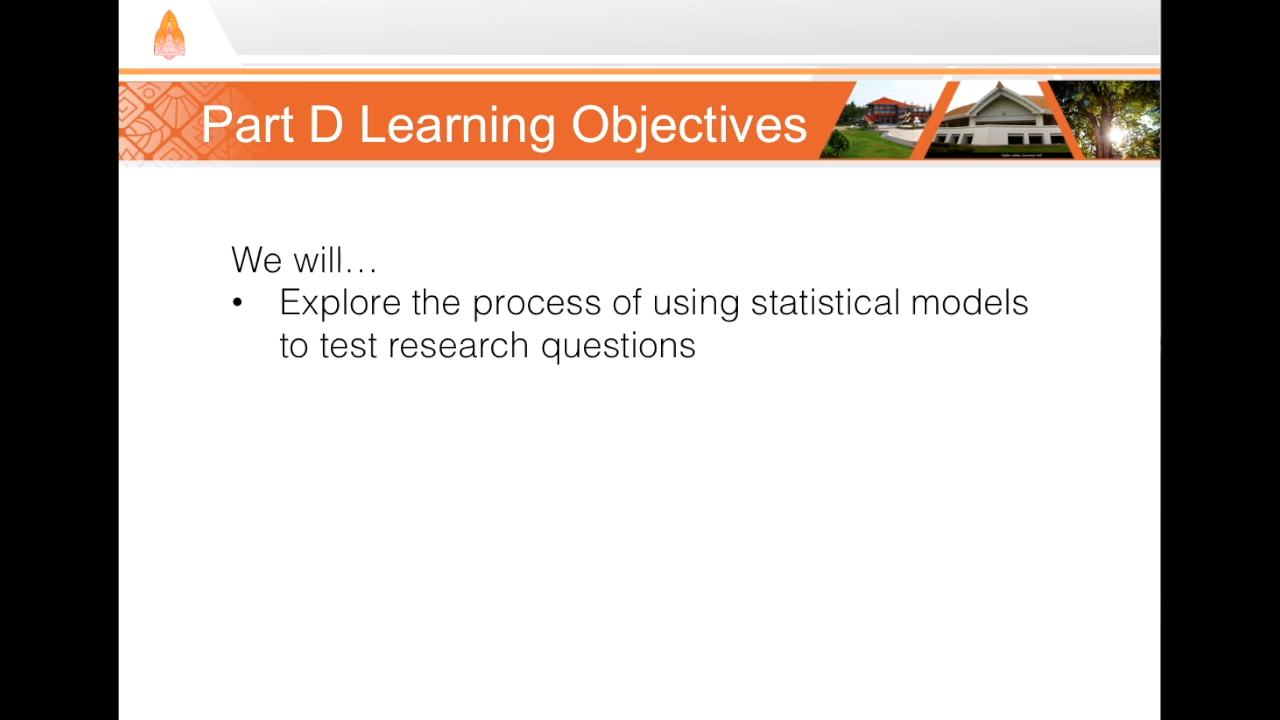 Part D Learning Objectives
We will…
• Explore the process of using statistical models
to test research questions